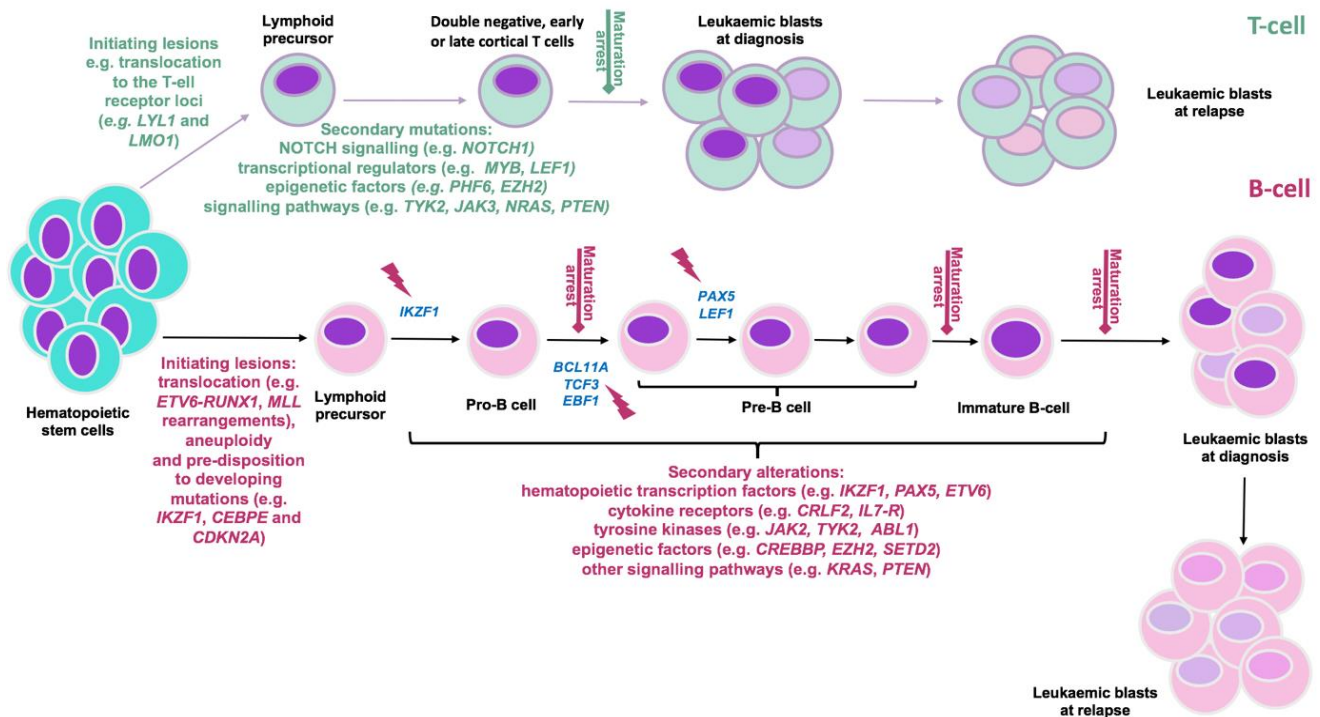 T-cell
Initiating lesions
e.g. translocation
to the T-ell
receptor loci
(e.g. LYL1 and
LMO1)
Lymphoid
precursor
Double negative, early
or late cortical T cells
Maturation
arrest
Leukaemic blasts
at diagnosis
Leukaemic blasts
at relapse
Secondary mutations:
NOTCH signalling (e.g. NOTCH1)
transcriptional regulators (e.g. MYB, LEF1)
epigenetic factors (e.g. PHF6, EZH2)
signalling pathways (e.g. TYK2, JAK3, NRAS, PTEN)
B-cell
Hematopoietic
stem cells
Initiating lesions:
translocation (e.g.
ETV6-RUNX1, MLL
rearrangements),
aneuploidy
and pre-disposition
to developing
mutations (e.g.
IKZF1, CEBPE and
CDKN2A)
Lymphoid
precursor
IKZF1
Pro-B cell
Maturation
arrest
BCL11A
TCF3
EBF1
PAX5
LEF1
Pre-B cell
Maturation
arrest
Immature B-cell
Maturation
arrest
Secondary alterations:
hematopoietic transcription factors (e.g. IKZF1, PAX5, ETV6)
cytokine receptors (e.g. CRLF2, IL7-R)
tyrosine kinases (e.g. JAK2, TYK2, ABL1)
epigenetic factors (e.g. CREBBP, EZH2, SETD2)
other signalling pathways (e.g. KRAS, PTEN)
Leukaemic blasts
at diagnosis
Leukaemic blasts
at relapse